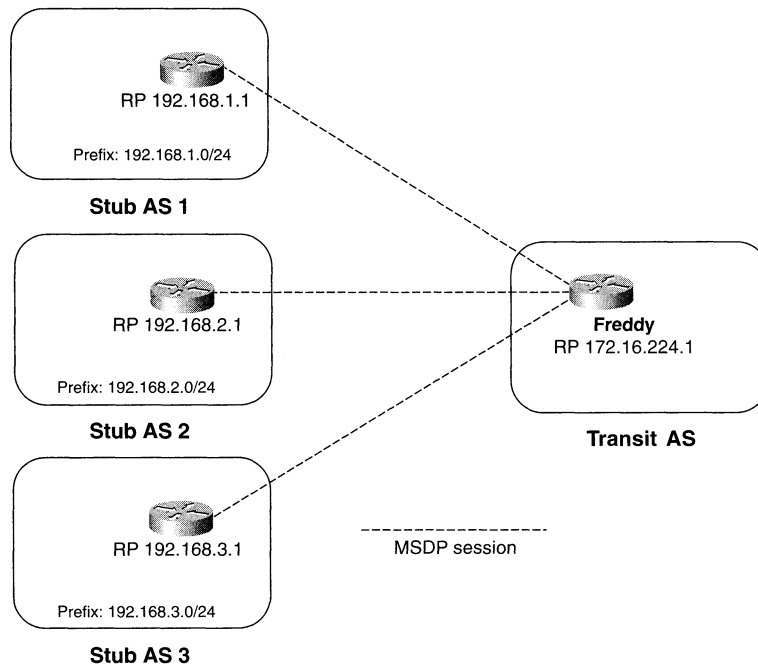 RP 192.168.1.1
Prefix: 192.168.1.0/24
Stub AS 1
RP 192.168.2.1
Prefix: 192.168.2.0/24
Stub AS 2
Freddy
RP 172.16.224.1
Transit AS
RP 192.168.3.1
Prefix: 192.168.3.0/24
Stub AS 3
MSDP session